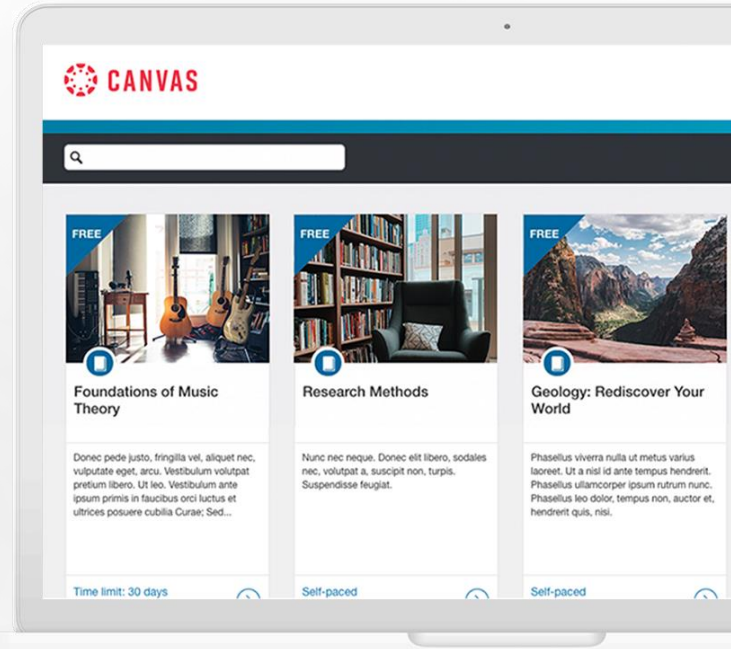 CANVAS
FREE
Foundations of Music
Theory
Donec pede justo, fringilla vel, aliquet nec,
vulputate eget, arcu. Vestibulum volutpat
pretium libero. Ut leo. Vestibulum ante
ipsum primis in faucibus orci luctus et
ultrices posuere cubilia Curae; Sed...
Time limit: 30 days
FREE
Research Methods
Nunc nec neque. Donec elit libero, sodales
nec, volutpat a, suscipit non, turpis.
Suspendisse feugiat.
Self-paced
FREE
Geology: Rediscover Your
World
Phasellus viverra nulla ut metus varius
laoreet. Ut a nisl id ante tempus hendrerit.
Phasellus ullamcorper ipsum rutrum nunc.
Phasellus leo dolor, tempus non, auctor et,
hendrerit quis, nisi.
Self-paced